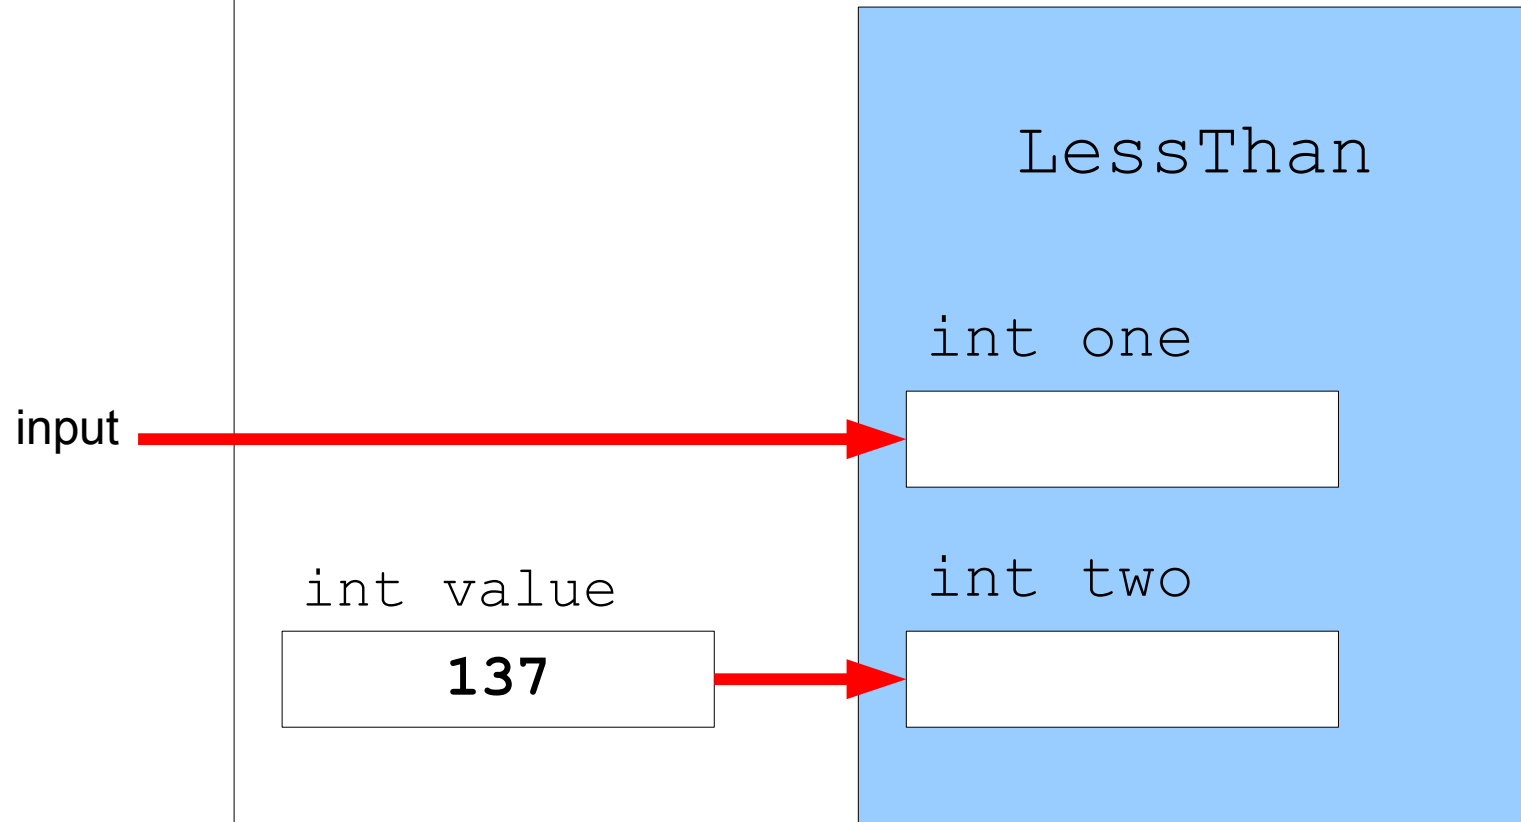 LessThan
int one
input
int two
int value
137